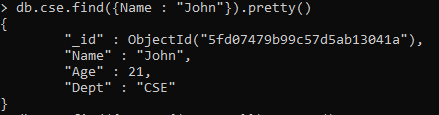 > db.cse.find({Name : "John"}).pretty()
{
        "_id" : ObjectId("5fd07479b99c57d5ab13041a"),
        "Name" : "John",
        "Age" : 21,
        "Dept" : "CSE"
}